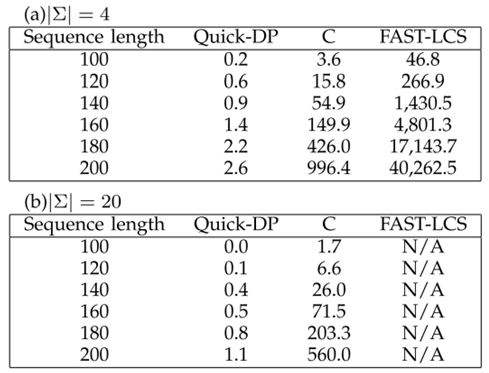 (a)|Σ| = 4
Sequence length Quick-DP C FAST-LCS
100 0.2 3.6 46.8
120 0.6 15.8 266.9
140 0.9 54.9 1,430.5
160 1.4 149.9 4,801.3
180 2.2 426.0 17,143.7
200 2.6 996.4 40,262.5
(b)|Σ| = 20
Sequence length Quick-DP C FAST-LCS
100 0.0 1.7 N/A
120 0.1 6.6 N/A
140 0.4 26.0 N/A
160 0.5 71.5 N/A
180 0.8 203.3 N/A
200 1.1 560.0 N/A